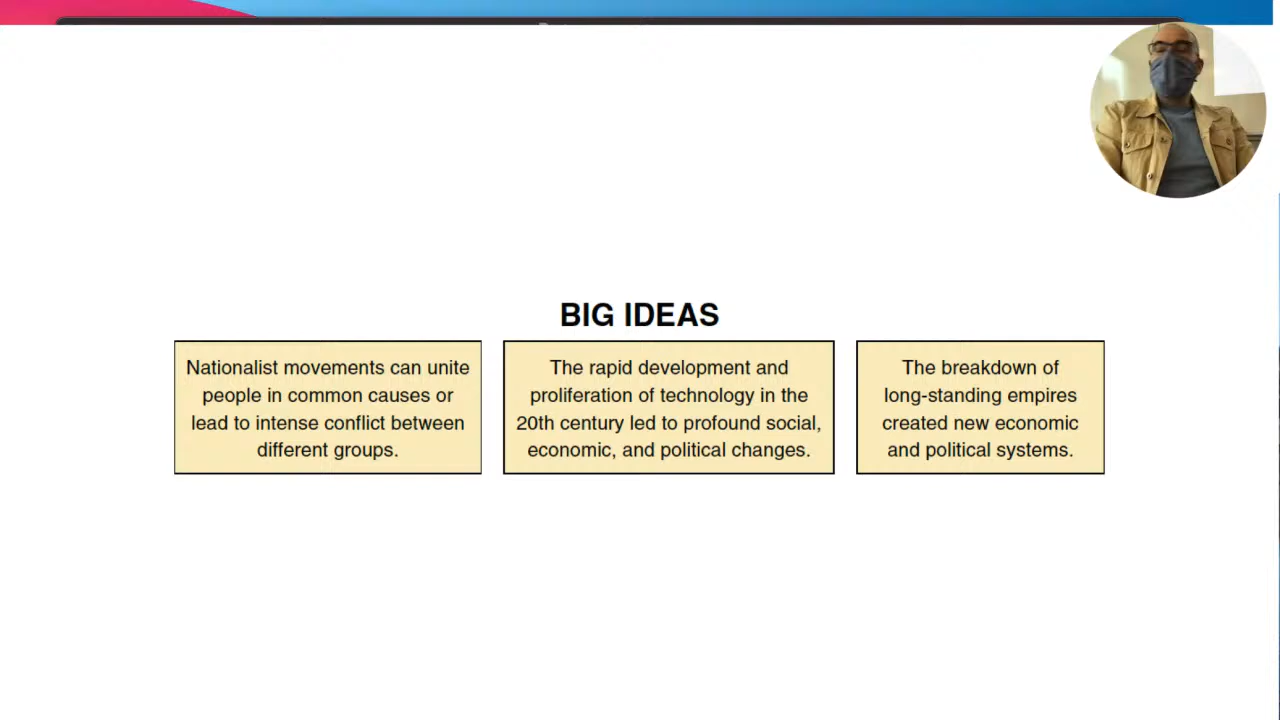 BIG IDEAS
Nationalist movements can unite
people in common causes or
lead to intense conflict between
different groups.
The rapid development and
proliferation of technology in the
20th century led to profound social,
economic, and political changes.
The breakdown of
long-standing empires
created new economic
and political systems.